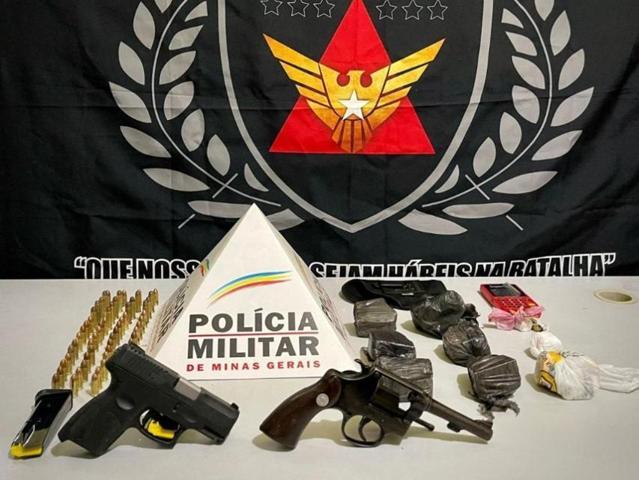 "QUE NOSS SEJAM HÁBEIS NA BATALHA"
POLÍCIA
MILITAR
DE MINAS GERAIS